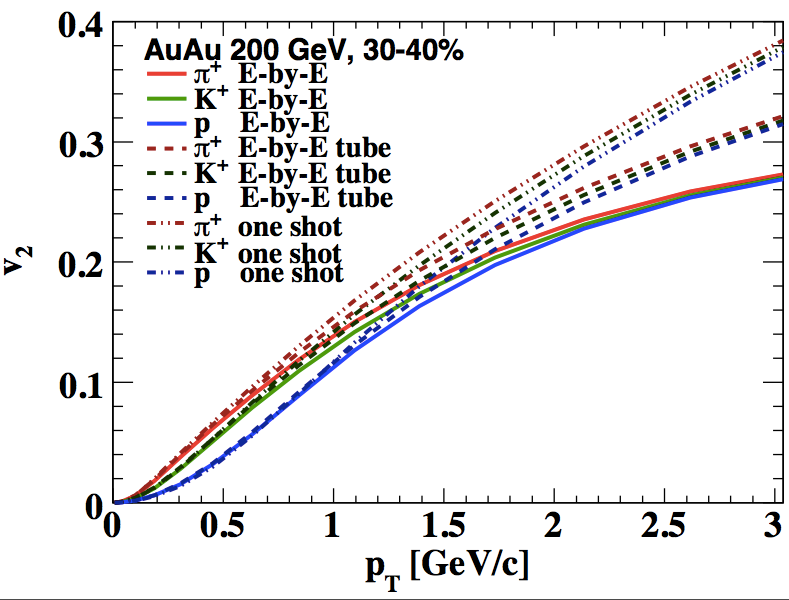 0.4
AuAu 200 GeV, 30-40%
π⁺ E-by-E
K⁺ E-by-E
p E-by-E
0.3
π⁺ E-by-E tube
K⁺ E-by-E tube
p E-by-E tube
π⁺ one shot
K⁺ one shot
p one shot
v₂
0.2
0.1
0
0 0.5 1 1.5 2 2.5 3
p_T [GeV/c]